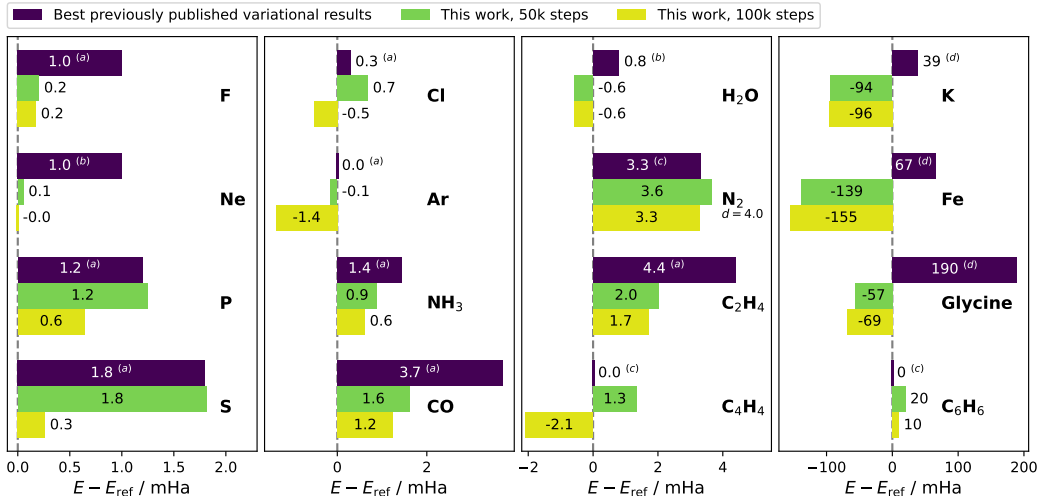 Best previously published variational results
This work, 50k steps
This work, 100k steps
1.0 (a)
0.2
0.2
F
1.0 (b)
0.1
-0.0
Ne
1.2 (a)
1.2
0.6
P
1.8 (a)
1.8
0.3
S
0.0 0.5 1.0 1.5 2.0
E − E_ref / mHa
0.3 (a)
0.7
-0.5
Cl
0.0 (a)
-0.1
-1.4
Ar
1.4 (a)
0.9
0.6
NH₃
3.7 (a)
1.6
1.2
CO
0 2
E − E_ref / mHa
0.8 (b)
-0.6
-0.6
H₂O
3.3 (c)
3.6
3.3
N₂
d = 4.0
4.4 (a)
2.0
1.7
C₂H₄
0.0 (c)
1.3
-2.1
C₄H₄
−2 0 2 4
E − E_ref / mHa
39 (d)
-94
-96
K
67 (d)
-139
-155
Fe
190 (d)
-57
-69
Glycine
0 (c)
20
10
C₆H₆
−100 0 100 200
E − E_ref / mHa